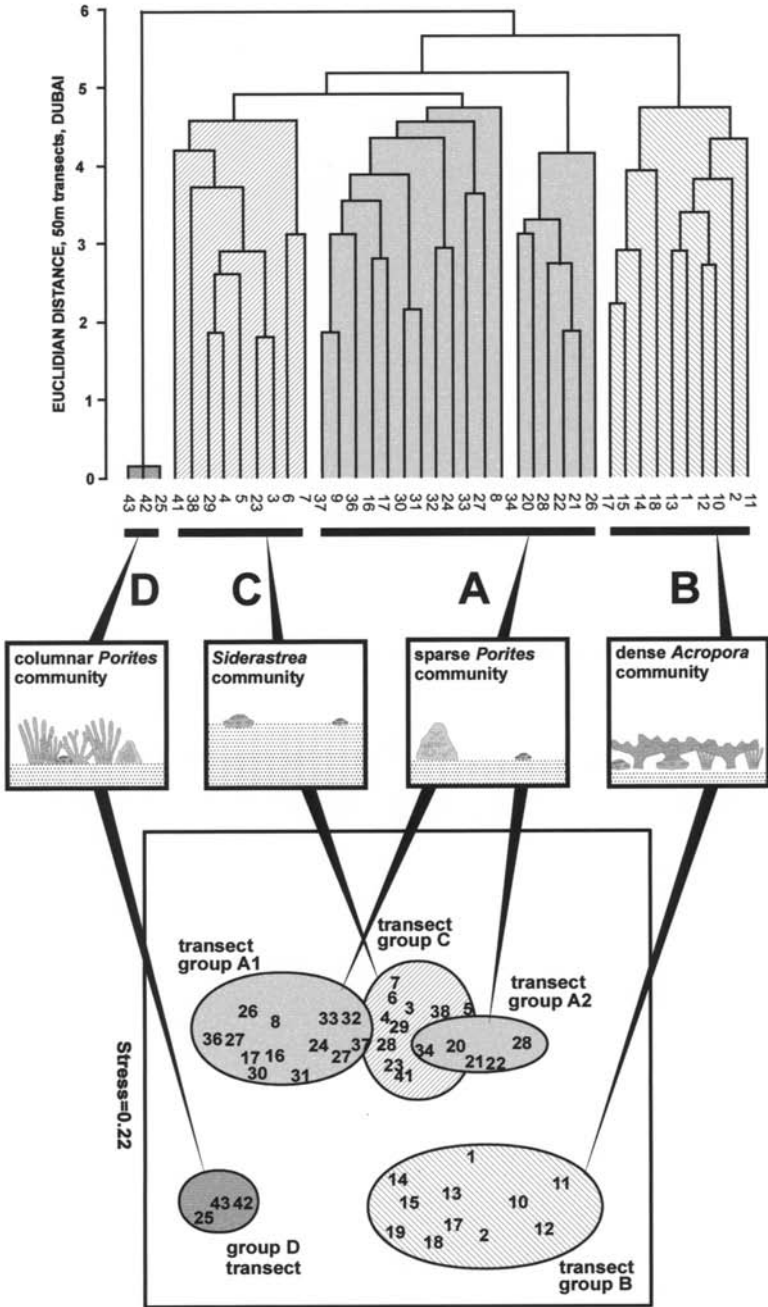 6
5
4
3
2
1
0
EUCLIDIAN DISTANCE, 50m transects, DUBAI
43 42 25 41 38 29 4 5 23 3 6 7 37 9 36 16 17 30 31 32 24 33 27 8 34 20 28 22 21 26 17 15 14 18 13 1 12 10 2 11
D C A B
columnar Porites
community
Siderastrea
community
sparse Porites
community
dense Acropora
community
Stress=0.22
transect
group A1
26 8 33 32
36 27 24 37
17 16 27
30 31
transect
group C
7
6 3 38 5
4 29
28
23
41
transect
group A2
34 20 28
21 22
43 42
25
group D
transect
1
14 11
15 13 10
19 17 2 12
18
transect
group B